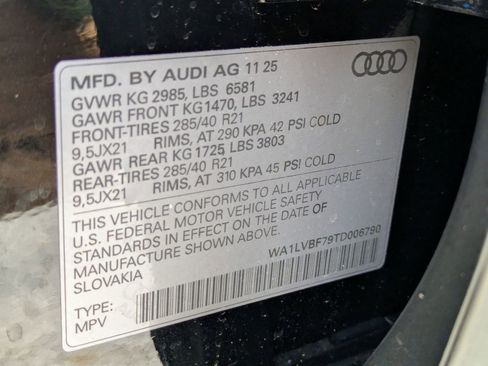 MFD. BY AUDI AG 11 25
GVWR KG 2985, LBS 6581
GAWR FRONT KG1470, LBS 3241
FRONT-TIRES 285/40 R21
9,5JX21 RIMS, AT 290 KPA 42 PSI COLD
GAWR REAR KG 1725 LBS 3803
REAR-TIRES 285/40 R21
9,5JX21 RIMS, AT 310 KPA 45 PSI COLD
THIS VEHICLE CONFORMS TO ALL APPLICABLE
U.S. FEDERAL MOTOR VEHICLE SAFETY
STANDARDS IN EFFECT ON THE DATE OF
MANUFACTURE SHOWN ABOVE.
SLOVAKIA
WA1LVBF79TD006790
TYPE:
MPV